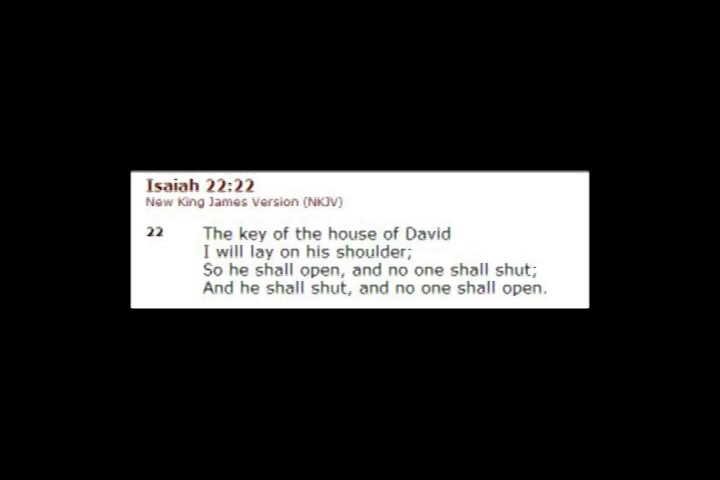 Isaiah 22:22
New King James Version (NKJV)
22 The key of the house of David
I will lay on his shoulder;
So he shall open, and no one shall shut;
And he shall shut, and no one shall open.